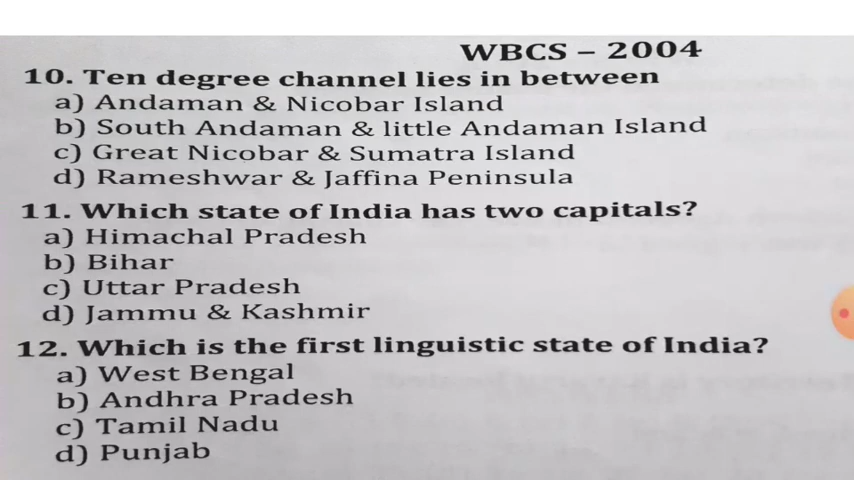 WBCS – 2004
10. Ten degree channel lies in between
a) Andaman & Nicobar Island
b) South Andaman & little Andaman Island
c) Great Nicobar & Sumatra Island
d) Rameshwar & Jaffina Peninsula
11. Which state of India has two capitals?
a) Himachal Pradesh
b) Bihar
c) Uttar Pradesh
d) Jammu & Kashmir
12. Which is the first linguistic state of India?
a) West Bengal
b) Andhra Pradesh
c) Tamil Nadu
d) Punjab